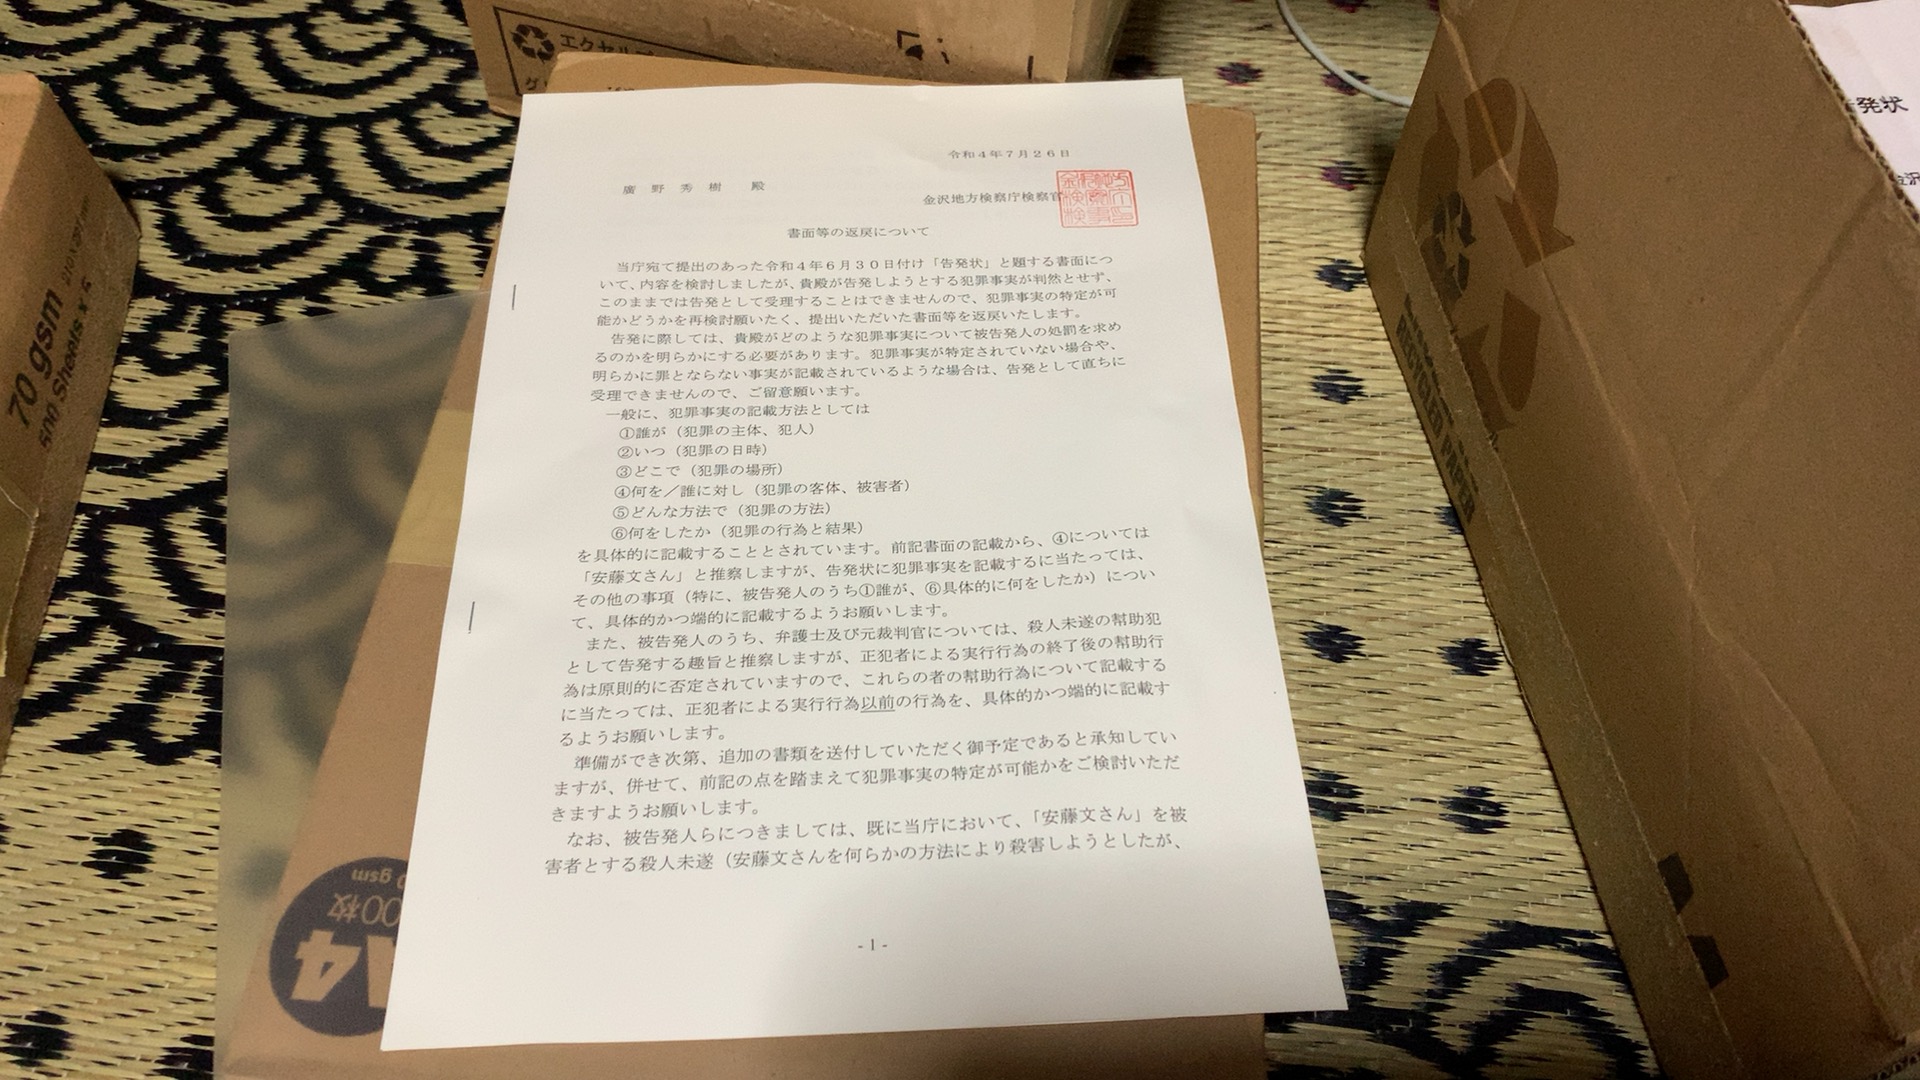 エクセル
70 gsm
500 Sheets x 5
発状
RECYCLED PAPER
令和4年7月26日
廣野秀樹 殿
金沢地方検察庁検察官
書面等の返戻について
当庁宛て提出のあった令和4年6月30日付け「告発状」と題する書面につ
いて、内容を検討しましたが、貴殿が告発しようとする犯罪事実が判然とせず、
このままでは告発として受理することはできませんので、犯罪事実の特定が可
能かどうかを再検討願いたく、提出いただいた書面等を返戻いたします。
告発に際しては、貴殿がどのような犯罪事実について被告発人の処罰を求め
るのかを明らかにする必要があります。犯罪事実が特定されていない場合や、
明らかに罪とならない事実が記載されているような場合は、告発として直ちに
受理できませんので、ご留意願います。
一般に、犯罪事実の記載方法としては
①誰が(犯罪の主体、犯人)
②いつ(犯罪の日時)
③どこで(犯罪の場所)
④何を/誰に対し(犯罪の客体、被害者)
⑤どんな方法で(犯罪の方法)
⑥何をしたか(犯罪の行為と結果)
を具体的に記載することとされています。前記書面の記載から、④については
「安藤文さん」と推察しますが、告発状に犯罪事実を記載するに当たっては、
その他の事項(特に、被告発人のうち①誰が、⑥具体的に何をしたか)につい
て、具体的かつ端的に記載するようお願いします。
また、被告発人のうち、弁護士及び元裁判官については、殺人未遂の幇助犯
として告発する趣旨と推察しますが、正犯者による実行行為の終了後の幇助行
為は原則的に否定されていますので、これらの者の幇助行為について記載する
に当たっては、正犯者による実行行為以前の行為を、具体的かつ端的に記載す
るようお願いします。
準備ができ次第、追加の書類を送付していただく御予定であると承知してい
ますが、併せて、前記の点を踏まえて犯罪事実の特定が可能かをご検討いただ
きますようお願いします。
なお、被告発人らにつきましては、既に当庁において、「安藤文さん」を被
害者とする殺人未遂(安藤文さんを何らかの方法により殺害しようとしたが、
-1-
00枚
A4